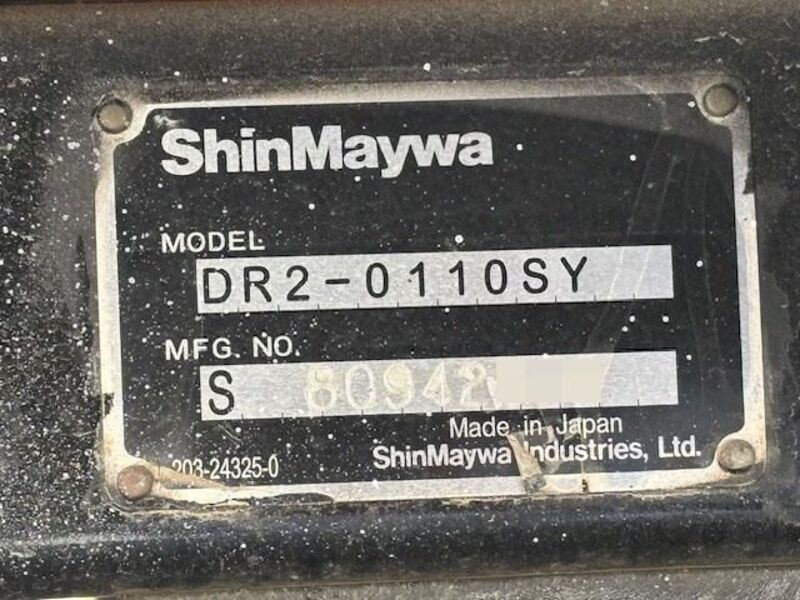 ShinMaywa
MODEL
DR2-0110SY
MFG. NO.
S 80942
Made in Japan
203-24325-0 ShinMaywa Industries, Ltd.